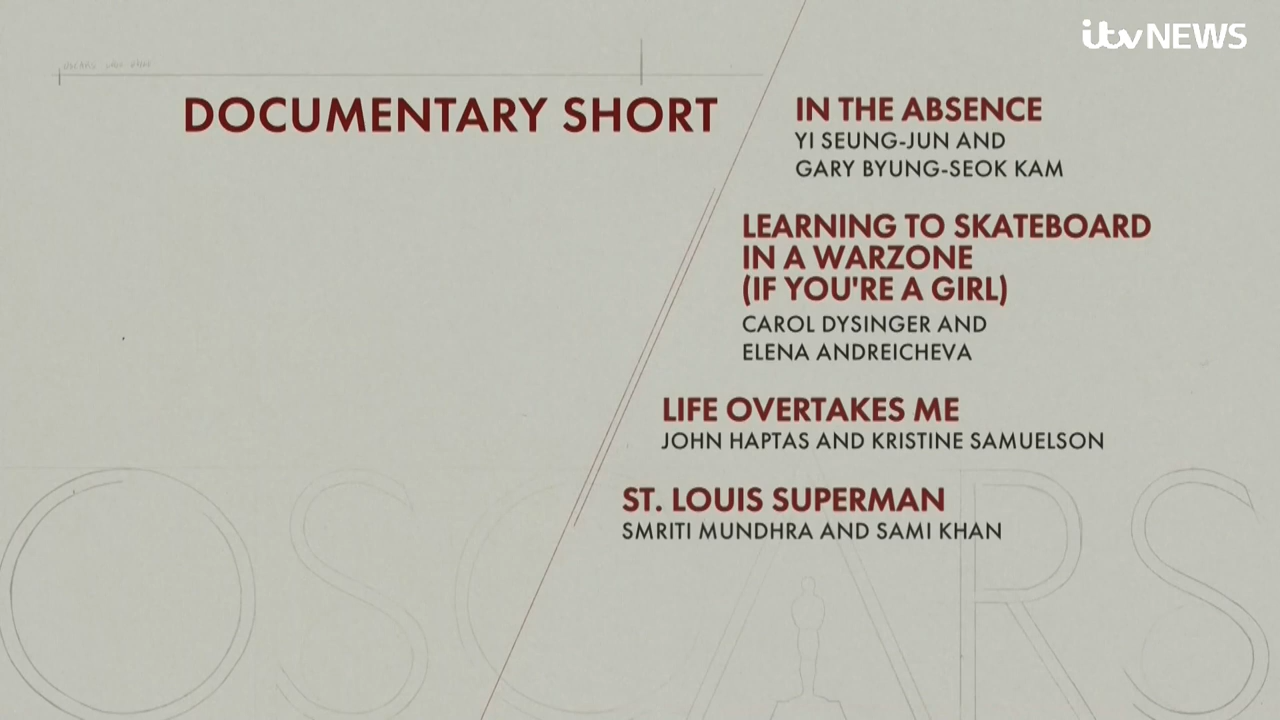 itv NEWS
DOCUMENTARY SHORT
IN THE ABSENCE
YI SEUNG-JUN AND
GARY BYUNG-SEOK KAM
LEARNING TO SKATEBOARD
IN A WARZONE
(IF YOU'RE A GIRL)
CAROL DYSINGER AND
ELENA ANDREICHEVA
LIFE OVERTAKES ME
JOHN HAPTAS AND KRISTINE SAMUELSON
ST. LOUIS SUPERMAN
SMRITI MUNDHRA AND SAMI KHAN
OSCARS